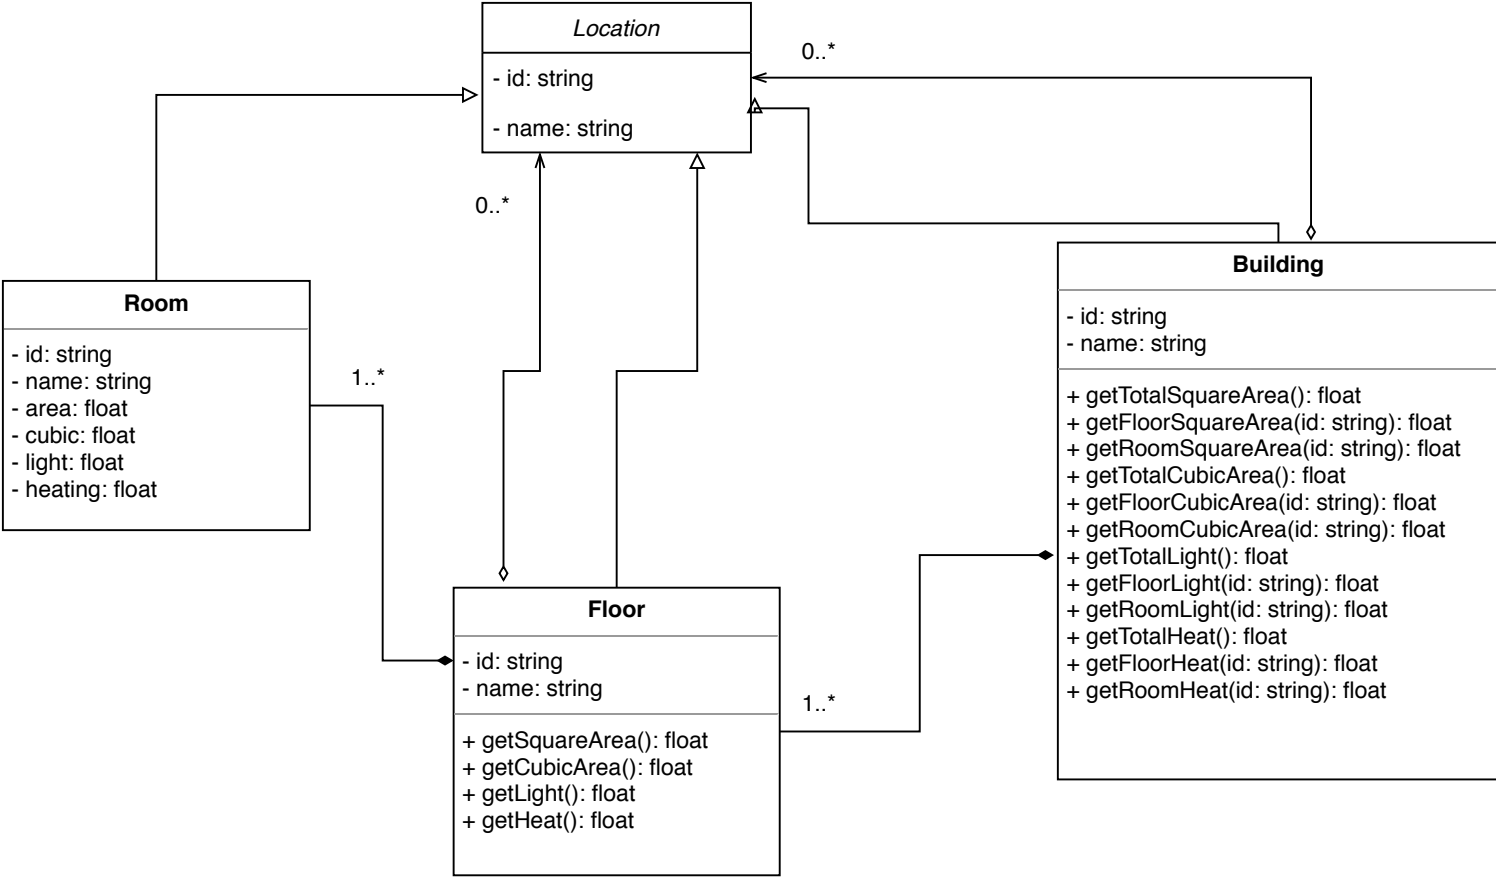 Location
- id: string
- name: string
0..*
0..*
Room
- id: string
- name: string
- area: float
- cubic: float
- light: float
- heating: float
1..*
Building
- id: string
- name: string
+ getTotalSquareArea(): float
+ getFloorSquareArea(id: string): float
+ getRoomSquareArea(id: string): float
+ getTotalCubicArea(): float
+ getFloorCubicArea(id: string): float
+ getRoomCubicArea(id: string): float
+ getTotalLight(): float
+ getFloorLight(id: string): float
+ getRoomLight(id: string): float
+ getTotalHeat(): float
+ getFloorHeat(id: string): float
+ getRoomHeat(id: string): float
Floor
- id: string
- name: string
+ getSquareArea(): float
+ getCubicArea(): float
+ getLight(): float
+ getHeat(): float
1..*